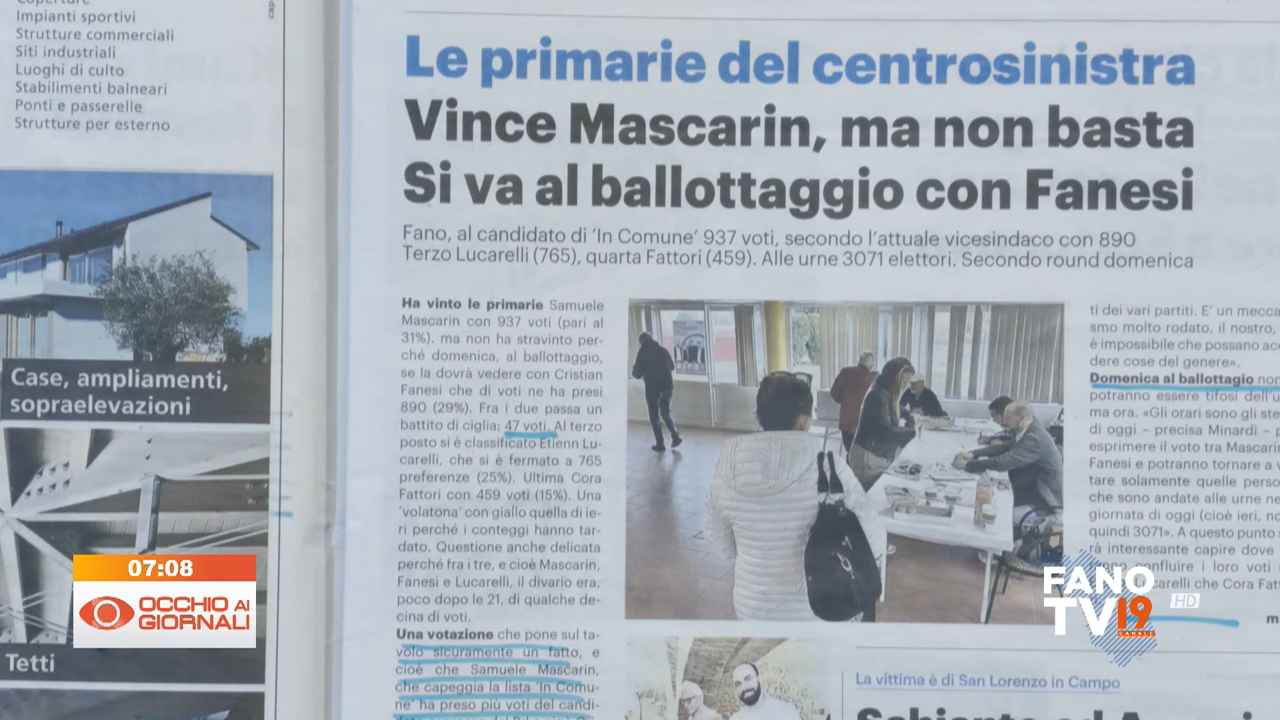 Coperture
Impianti sportivi
Strutture commerciali
Siti industriali
Luoghi di culto
Stabilimenti balneari
Ponti e passerelle
Strutture per esterno
Case, ampliamenti,
sopraelevazioni
Tetti
Le primarie del centrosinistra
Vince Mascarin, ma non basta
Si va al ballottaggio con Fanesi
Fano, al candidato di ‘In Comune’ 937 voti, secondo l’attuale vicesindaco con 890
Terzo Lucarelli (765), quarta Fattori (459). Alle urne 3071 elettori. Secondo round domenica
Ha vinto le primarie Samuele
Mascarin con 937 voti (pari al
31%). ma non ha stravinto per-
ché domenica, al ballottaggio,
se la dovrà vedere con Cristian
Fanesi che di voti ne ha presi
890 (29%). Fra i due passa un
battito di ciglia: 47 voti. Al terzo
posto si è classificato Etienn Lu-
carelli, che si è fermato a 765
preferenze (25%). Ultima Cora
Fattori con 459 voti (15%). Una
‘volatona’ con giallo quella di ie-
ri perché i conteggi hanno tar-
dato. Questione anche delicata
perché fra i tre, e cioè Mascarin,
Fanesi e Lucarelli, il divario era,
poco dopo le 21, di qualche de-
cina di voti.
Una votazione che pone sul ta-
volo sicuramente un fatto, e
cioè che Samuele Mascarin,
che capeggia la lista ‘In Comu-
ne’ ha preso più voti del candi-
ti dei vari partiti. E’ un mecca
smo molto rodato, il nostro,
è impossibile che possano acc
dere cose del genere».
Domenica al ballottagio non
potranno essere tifosi dell’u
ma ora. «Gli orari sono gli ste
di oggi – precisa Minardi – p
esprimere il voto tra Mascarin
Fanesi e potranno tornare a v
tare solamente quelle perso
che sono andate alle urne ne
giornata di oggi (cioè ieri, no
quindi 3071». A questo punto
rà interessante capire dove
confluire i loro voti
arelli che Cora Fat
m
La vittima è di San Lorenzo in Campo
07:08
OCCHIO AI
GIORNALI
FANO
TV 19 HD
CANALE